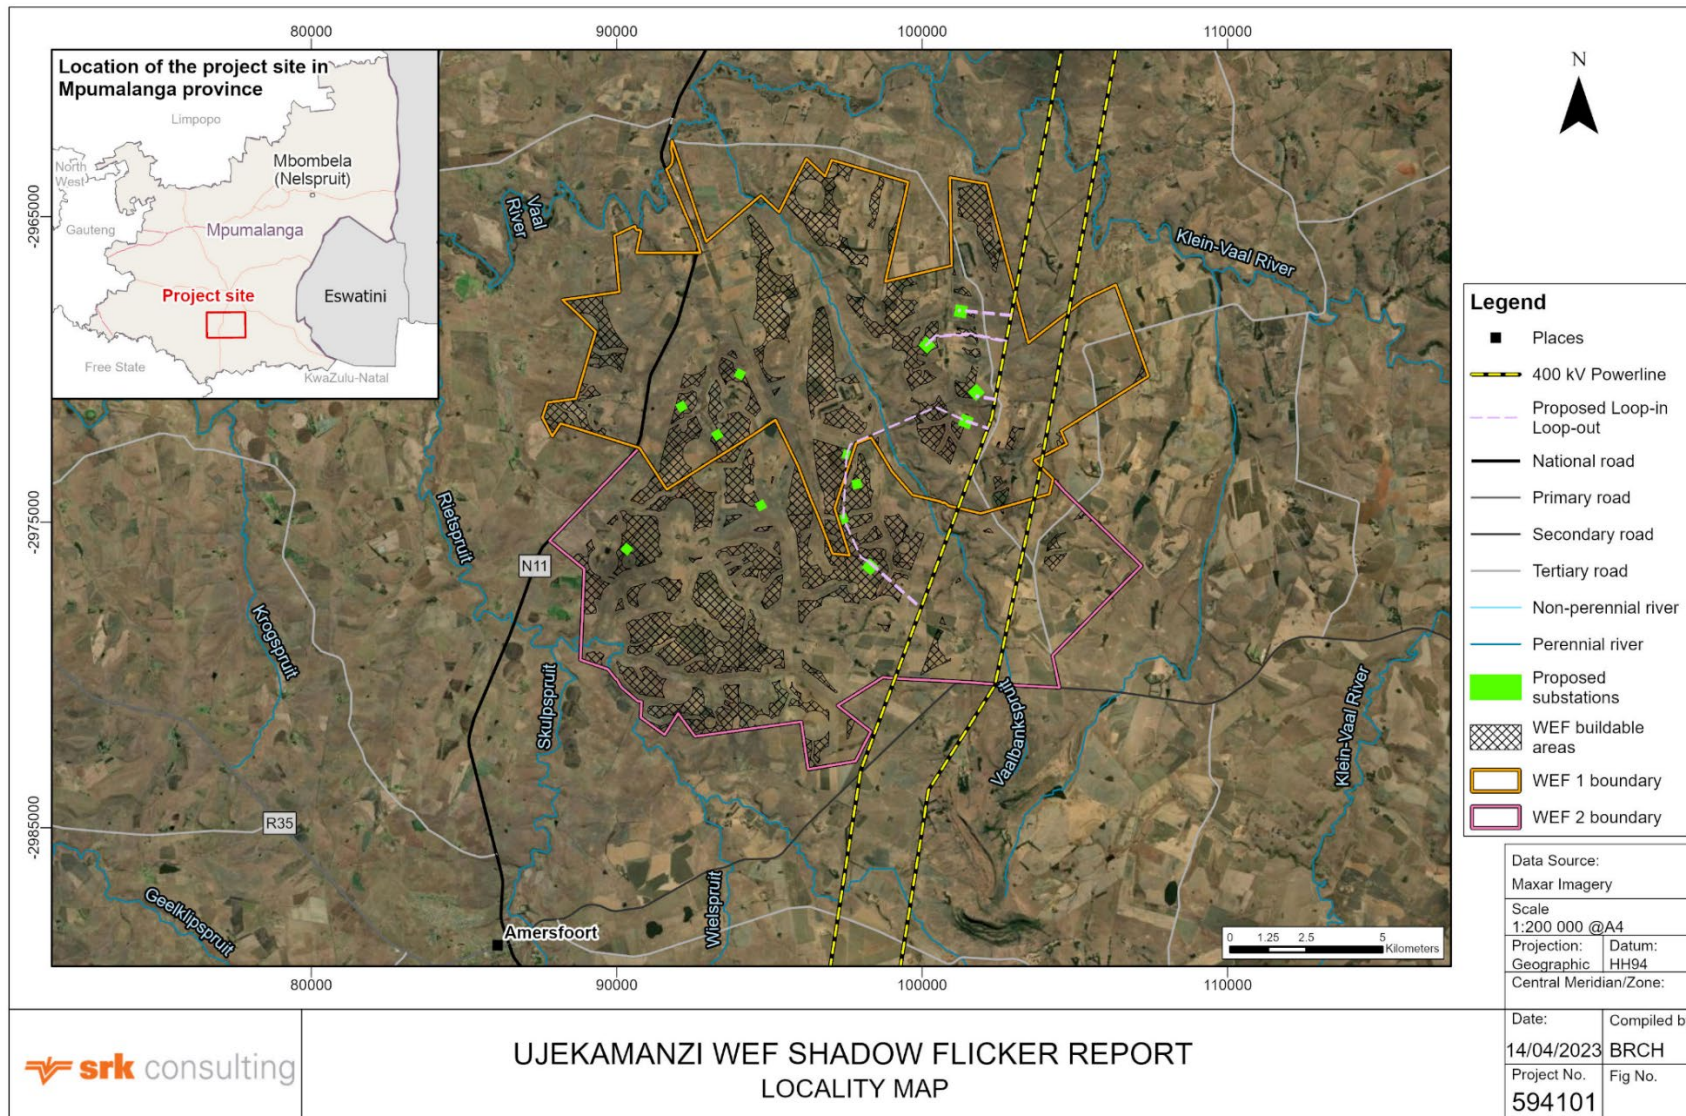 80000
90000
100000
110000
Location of the project site in
Mpumalanga province
Limpopo
North
West
Mbombela
(Nelspruit)
Gauteng
Mpumalanga
Project site
Eswatini
Free State
KwaZulu-Natal
-2965000
-2975000
-2985000
Vaal
River
Klein-Vaal River
Rietspruit
N11
Krogspruit
Skulpspruit
Vaalbankspruit
Klein-Vaal River
R35
Geelklipspruit
Wielspruit
Amersfoort
0 1.25 2.5 5
Kilometers
80000
90000
100000
110000
N
Legend
Places
400 kV Powerline
Proposed Loop-in
Loop-out
National road
Primary road
Secondary road
Tertiary road
Non-perennial river
Perennial river
Proposed
substations
WEF buildable
areas
WEF 1 boundary
WEF 2 boundary
Data Source:
Maxar Imagery
Scale
1:200 000 @A4
Projection: Datum:
Geographic HH94
Central Meridian/Zone:
Date: Compiled b
14/04/2023 BRCH
Project No. Fig No.
594101
srk consulting
UJEKAMANZI WEF SHADOW FLICKER REPORT
LOCALITY MAP